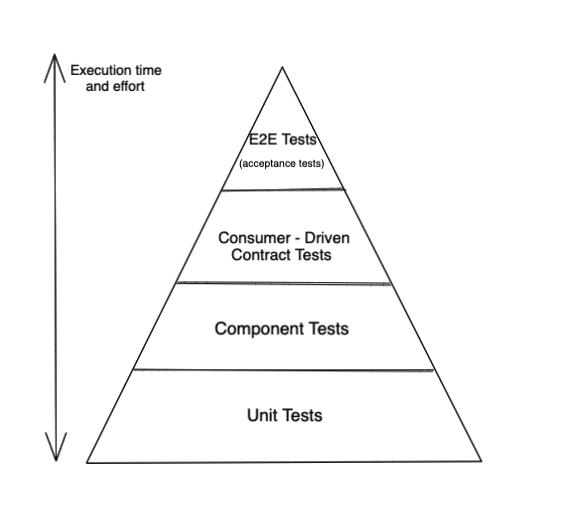 Execution time
and effort
E2E Tests
(acceptance tests)
Consumer - Driven
Contract Tests
Component Tests
Unit Tests